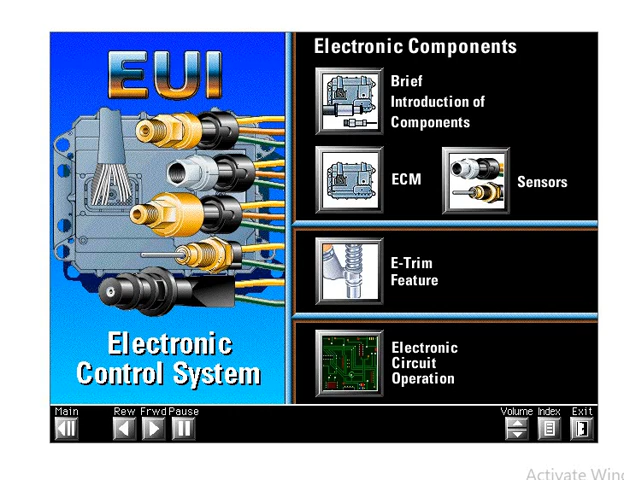 EUI
Electronic
Control System
Electronic Components
Brief
Introduction of
Components
ECM
Sensors
E-Trim
Feature
Electronic
Circuit
Operation
Main
Rew Frwd Pause
Volume Index Exit
Activate Wind